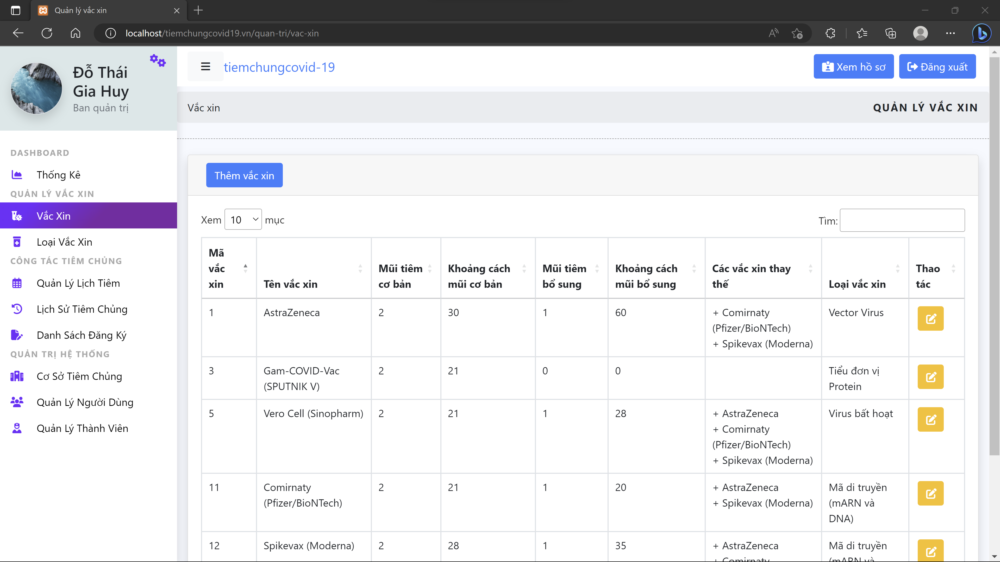 Quản lý vắc xin
localhost/tiemchungcovid19.vn/quan-tri/vac-xin
Đỗ Thái
Gia Huy
Ban quản trị
DASHBOARD
Thống Kê
QUẢN LÝ VẮC XIN
Vắc Xin
Loại Vắc Xin
CÔNG TÁC TIÊM CHỦNG
Quản Lý Lịch Tiêm
Lịch Sử Tiêm Chủng
Danh Sách Đăng Ký
QUẢN TRỊ HỆ THỐNG
Cơ Sở Tiêm Chủng
Quản Lý Người Dùng
Quản Lý Thành Viên
tiemchungcovid-19
Xem hồ sơ
Đăng xuất
Vắc xin
QUẢN LÝ VẮC XIN
Thêm vắc xin
Xem 10 mục
Tìm:
Mã
vắc
xin
Tên vắc xin
Mũi tiêm
cơ bản
Khoảng cách
mũi cơ bản
Mũi tiêm
bổ sung
Khoảng cách
mũi bổ sung
Các vắc xin thay
thế
Loại vắc xin
Thao
tác
1
AstraZeneca
2
30
1
60
+ Comirnaty
(Pfizer/BioNTech)
+ Spikevax (Moderna)
Vector Virus
3
Gam-COVID-Vac
(SPUTNIK V)
2
21
0
0
Tiểu đơn vị
Protein
5
Vero Cell (Sinopharm)
2
21
1
28
+ AstraZeneca
+ Comirnaty
(Pfizer/BioNTech)
+ Spikevax (Moderna)
Virus bất hoạt
11
Comirnaty
(Pfizer/BioNTech)
2
21
1
20
+ AstraZeneca
+ Spikevax (Moderna)
Mã di truyền
(mARN và
DNA)
12
Spikevax (Moderna)
2
28
1
35
+ AstraZeneca
+ Comirnaty
Mã di truyền
(mARN và